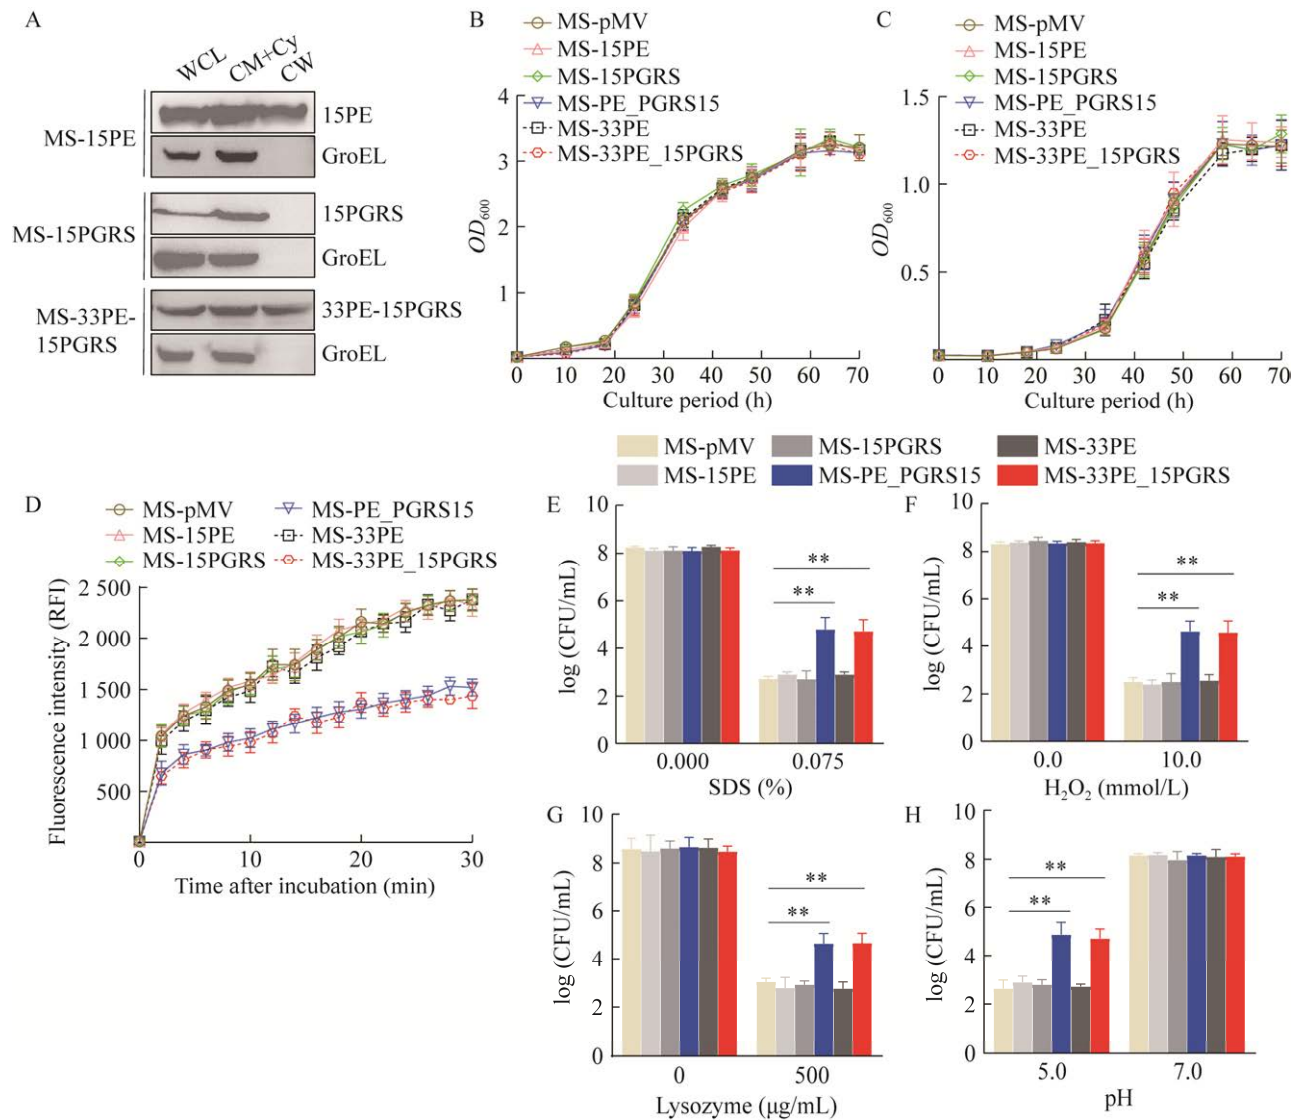 A
WCL
CM+Cy
CW
MS-15PE
15PE
GroEL
MS-15PGRS
15PGRS
GroEL
MS-33PE-
15PGRS
33PE-15PGRS
GroEL
B
MS-pMV
MS-15PE
MS-15PGRS
MS-PE_PGRS15
MS-33PE
MS-33PE_15PGRS
OD600
4
3
2
1
0 10 20 30 40 50 60 70
Culture period (h)
C
MS-pMV
MS-15PE
MS-15PGRS
MS-PE_PGRS15
MS-33PE
MS-33PE_15PGRS
OD600
1.5
1.0
0.5
0 10 20 30 40 50 60 70
Culture period (h)
D
MS-pMV MS-PE_PGRS15
MS-15PE MS-33PE
MS-15PGRS MS-33PE_15PGRS
Fluorescence intensity (RFI)
2 500
2 000
1 500
1 000
500
0 10 20 30
Time after incubation (min)
MS-pMV MS-15PGRS MS-33PE
MS-15PE MS-PE_PGRS15 MS-33PE_15PGRS
E
log (CFU/mL)
10
8
6
4
2
0
**
**
0.000 0.075
SDS (%)
F
log (CFU/mL)
10
8
6
4
2
0
**
**
0.0 10.0
H2O2 (mmol/L)
G
log (CFU/mL)
10
8
6
4
2
0
**
**
0 500
Lysozyme (μg/mL)
H
log (CFU/mL)
10
8
6
4
2
0
**
**
5.0 7.0
pH